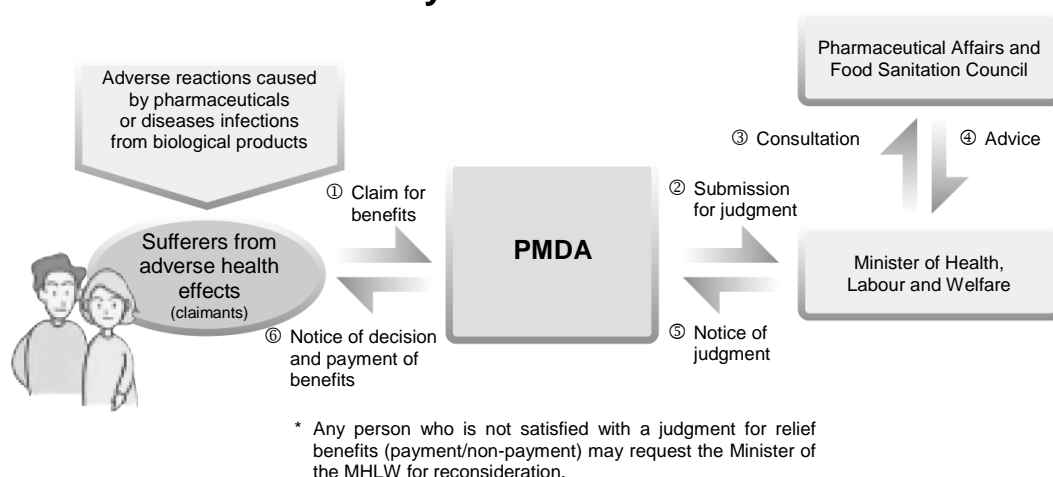 Pharmaceutical Affairs and
Food Sanitation Council
Adverse reactions caused
by pharmaceuticals
or diseases infections
from biological products
③ Consultation
④ Advice
① Claim for
benefits
② Submission
for judgment
PMDA
Sufferers from
adverse health
effects
(claimants)
Minister of Health,
Labour and Welfare
⑥ Notice of decision
and payment of
benefits
⑤ Notice of
judgment
* Any person who is not satisfied with a judgment for relief
benefits (payment/non-payment) may request the Minister of
the MHLW for reconsideration.